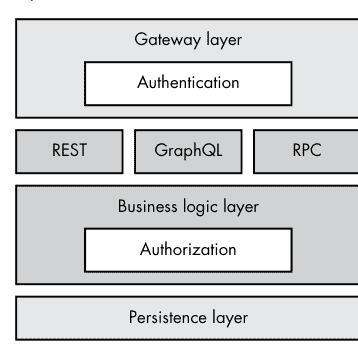 Gateway layer
Authentication
REST
GraphQL
RPC
Business logic layer
Authorization
Persistence layer